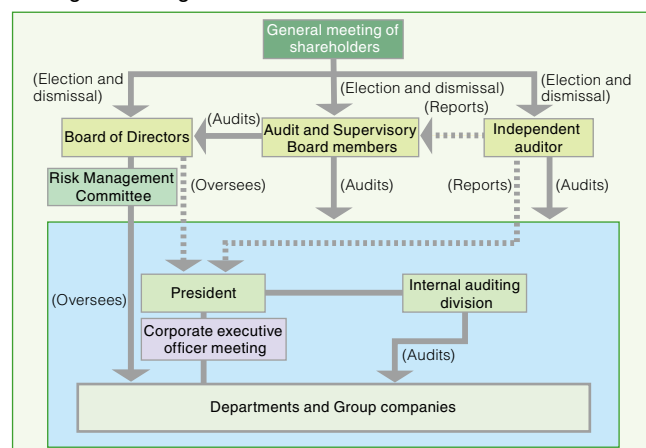 General meeting of
shareholders
(Election and
dismissal)
(Election and dismissal)
(Election and
dismissal)
(Audits)
(Reports)
Board of Directors
Audit and Supervisory
Board members
Independent
auditor
Risk Management
Committee
(Oversees)
(Audits)
(Reports)
(Audits)
(Oversees)
President
Internal auditing
division
Corporate executive
officer meeting
(Audits)
Departments and Group companies